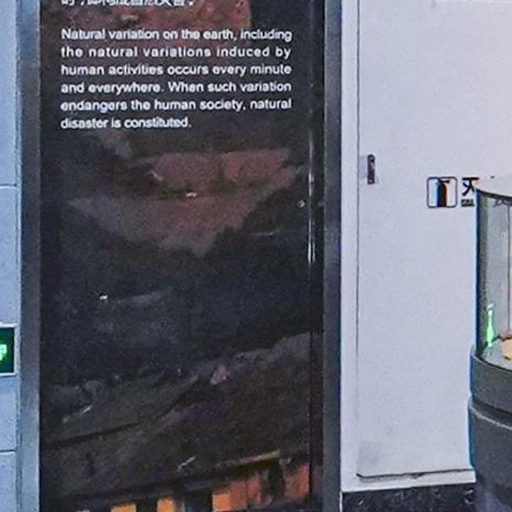 Natural variation on the earth, including
the natural variations induced by
human activities occurs every minute
and everywhere. When such variation
endangers the human society, natural
disaster is constituted.